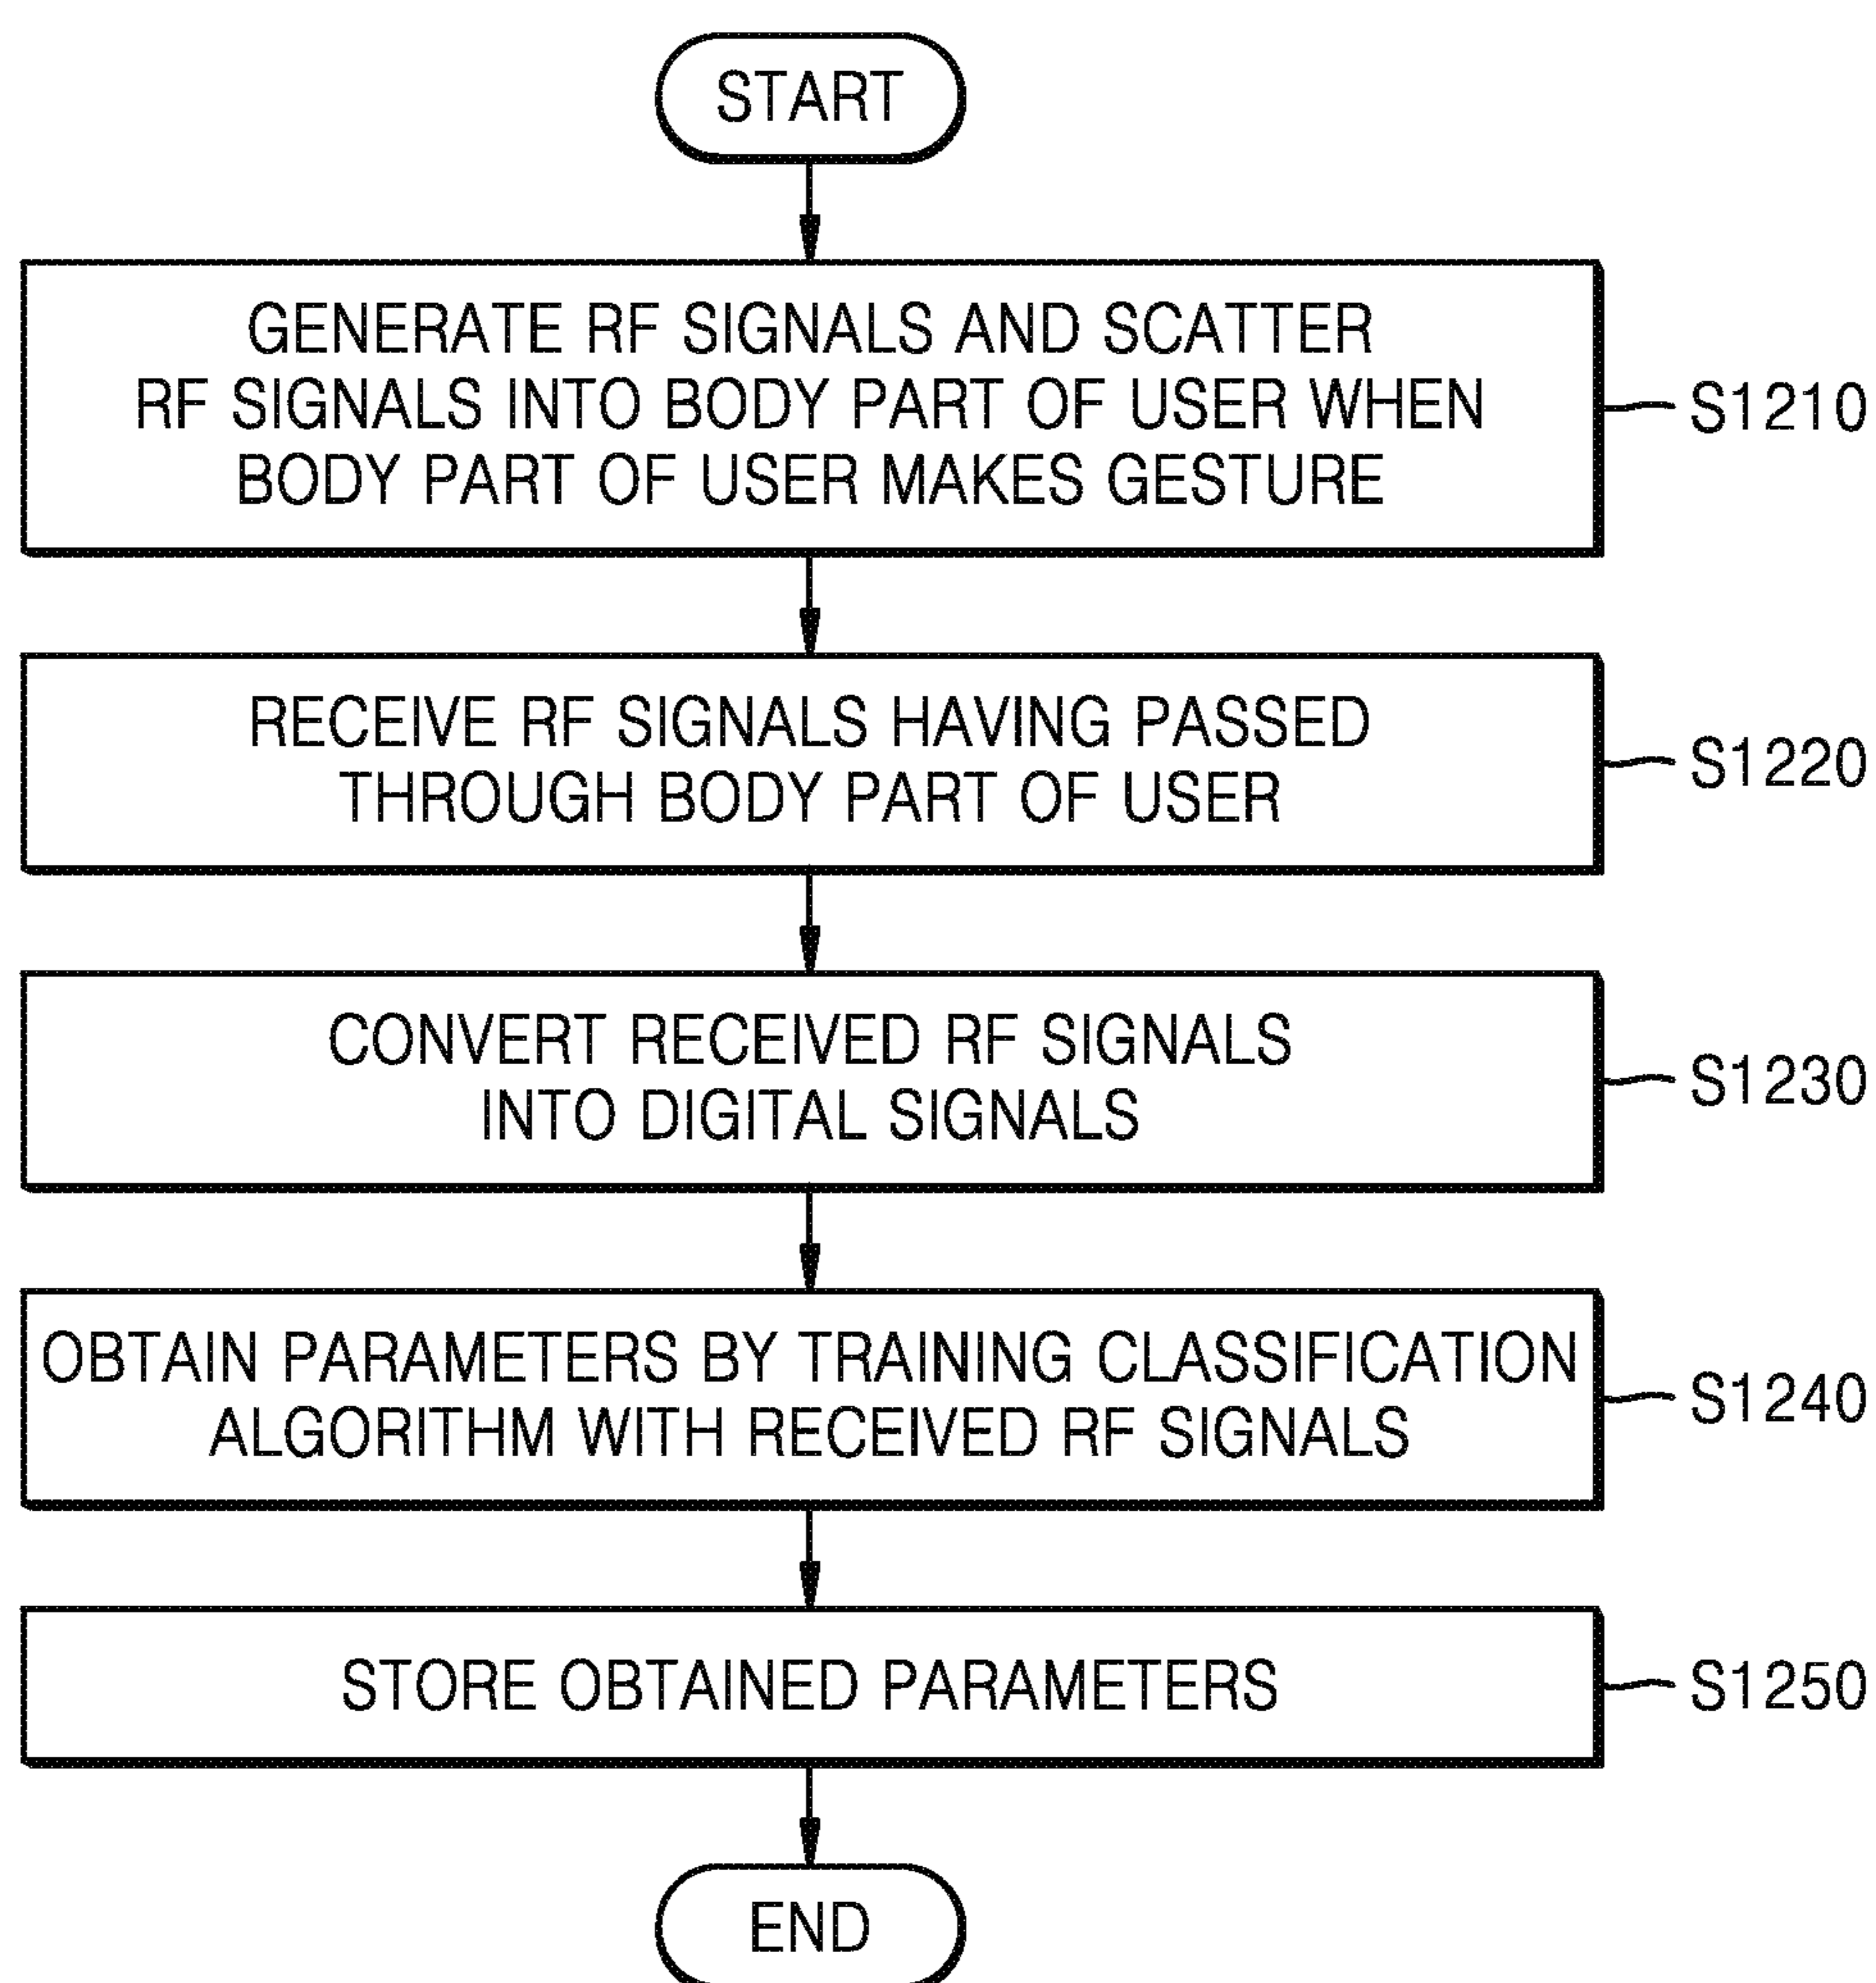 START
GENERATE RF SIGNALS AND SCATTER
RF SIGNALS INTO BODY PART OF USER WHEN
BODY PART OF USER MAKES GESTURE
S1210
RECEIVE RF SIGNALS HAVING PASSED
THROUGH BODY PART OF USER
S1220
CONVERT RECEIVED RF SIGNALS
INTO DIGITAL SIGNALS
S1230
OBTAIN PARAMETERS BY TRAINING CLASSIFICATION
ALGORITHM WITH RECEIVED RF SIGNALS
S1240
STORE OBTAINED PARAMETERS
S1250
END